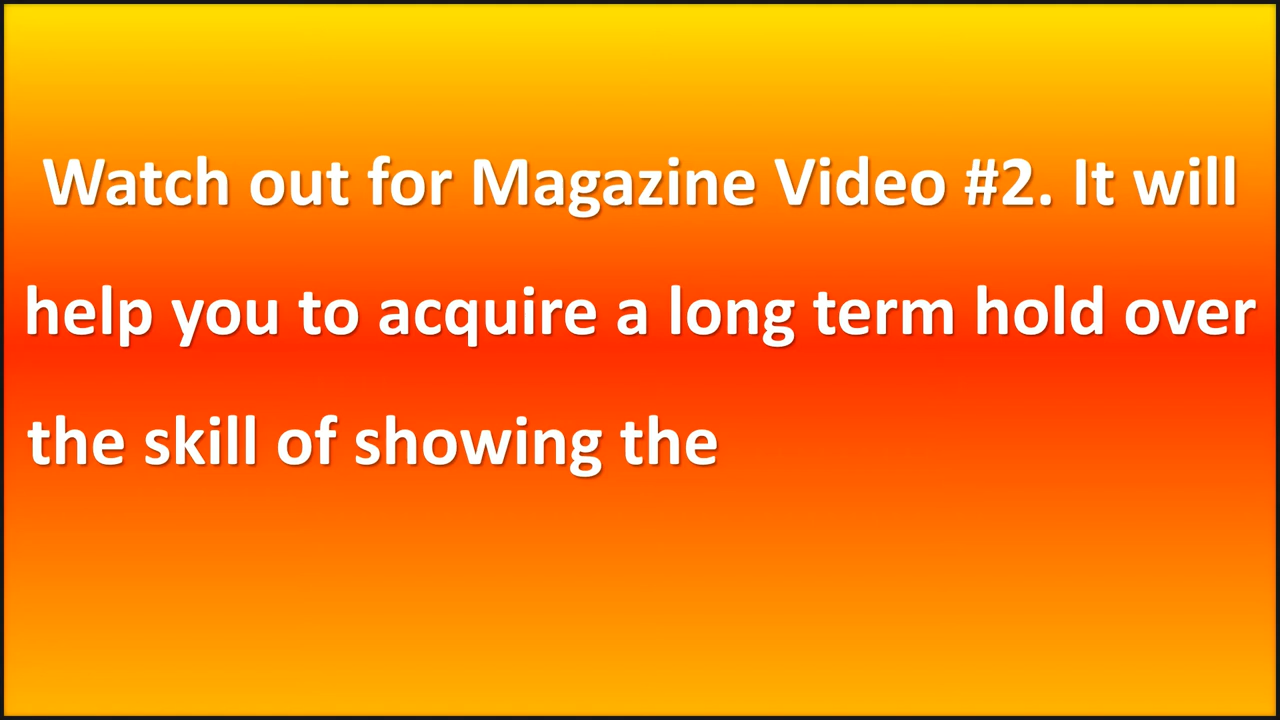 Watch out for Magazine Video #2. It will
help you to acquire a long term hold over
the skill of showing the